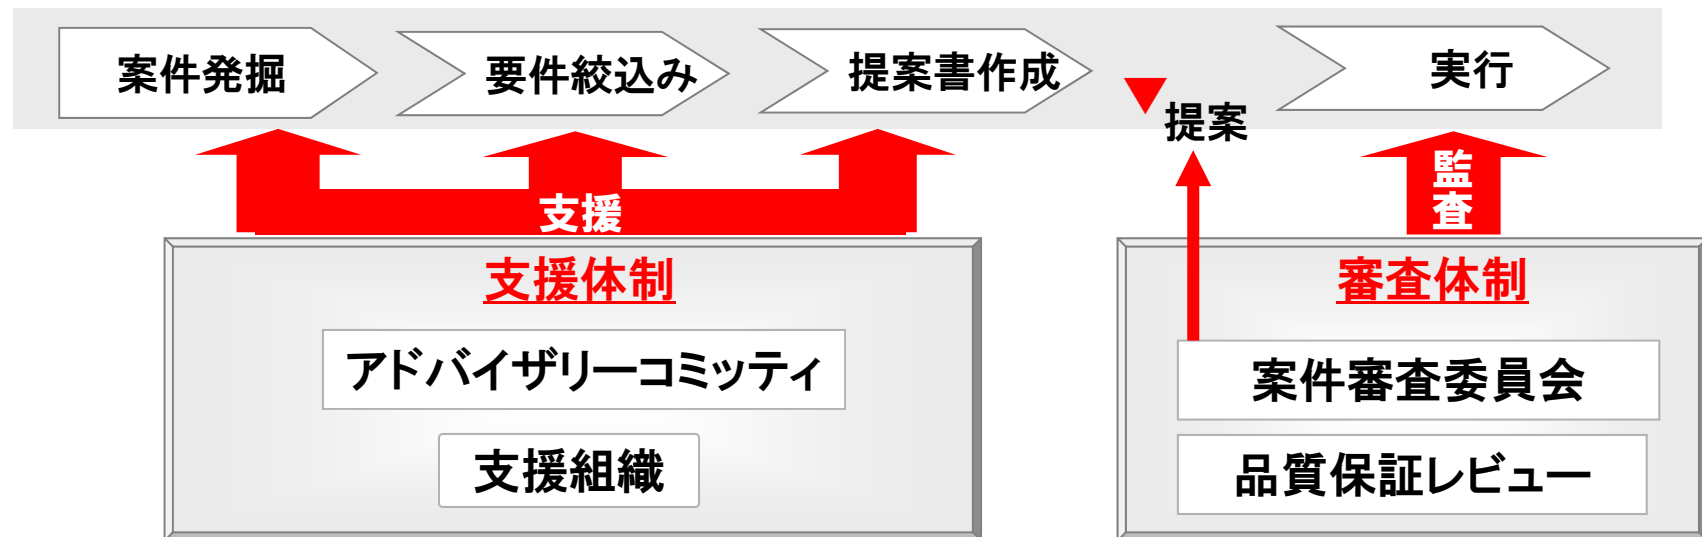 案件発掘
要件絞込み
提案書作成
提案
実行
支援
監査
支援体制
アドバイザリーコミッティ
支援組織
審査体制
案件審査委員会
品質保証レビュー